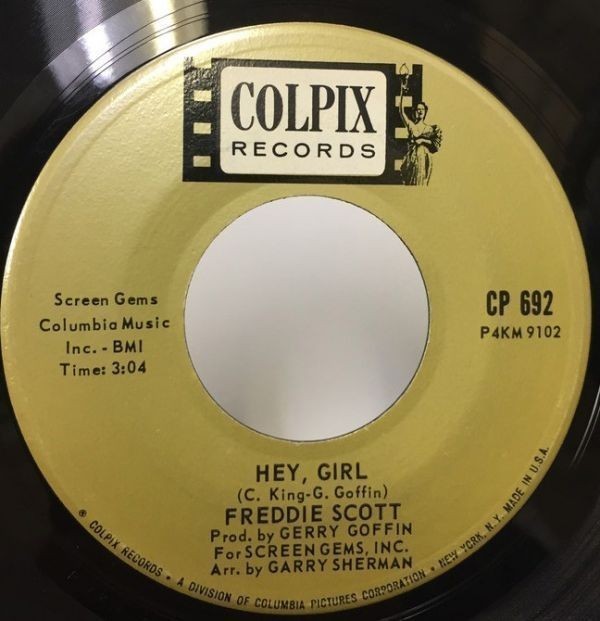 COLPIX
RECORDS
Screen Gems
Columbia Music
Inc. - BMI
Time: 3:04
CP 692
P4KM 9102
HEY, GIRL
(C. King-G. Goffin)
FREDDIE SCOTT
Prod. by GERRY GOFFIN
For SCREEN GEMS, INC.
Arr. by GARRY SHERMAN
® COLPIX RECORDS • A DIVISION OF COLUMBIA PICTURES CORPORATION • NEW YORK, N. Y. MADE IN U.S.A.